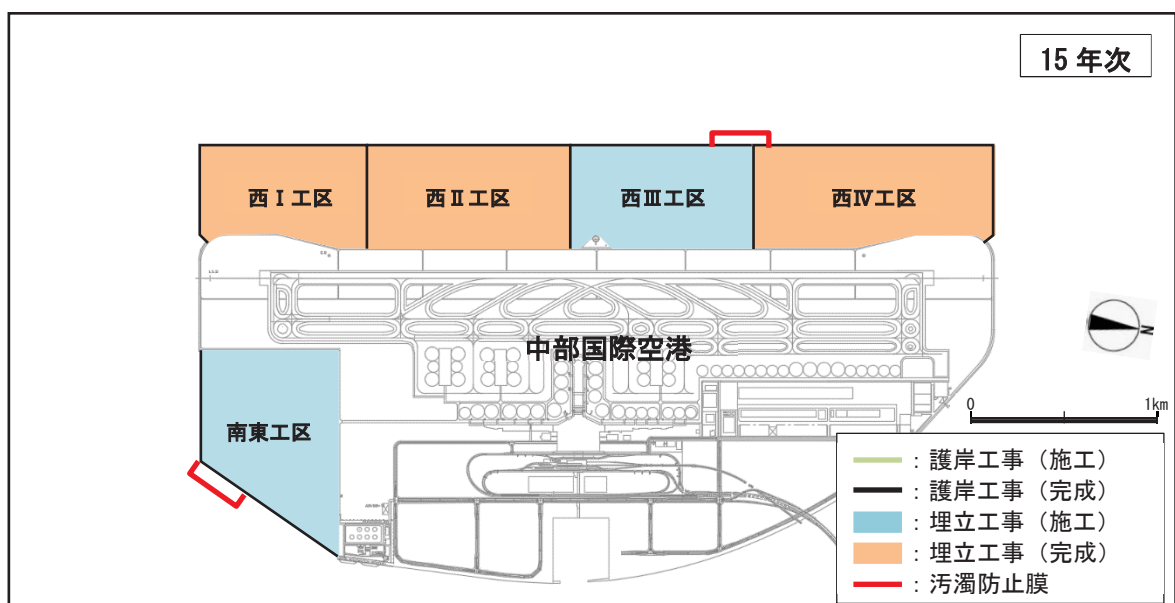 15年次
西Ⅰ工区
西Ⅱ工区
西Ⅲ工区
西Ⅳ工区
中部国際空港
N
南東工区
0
1km
：護岸工事（施工）
：護岸工事（完成）
：埋立工事（施工）
：埋立工事（完成）
：汚濁防止膜